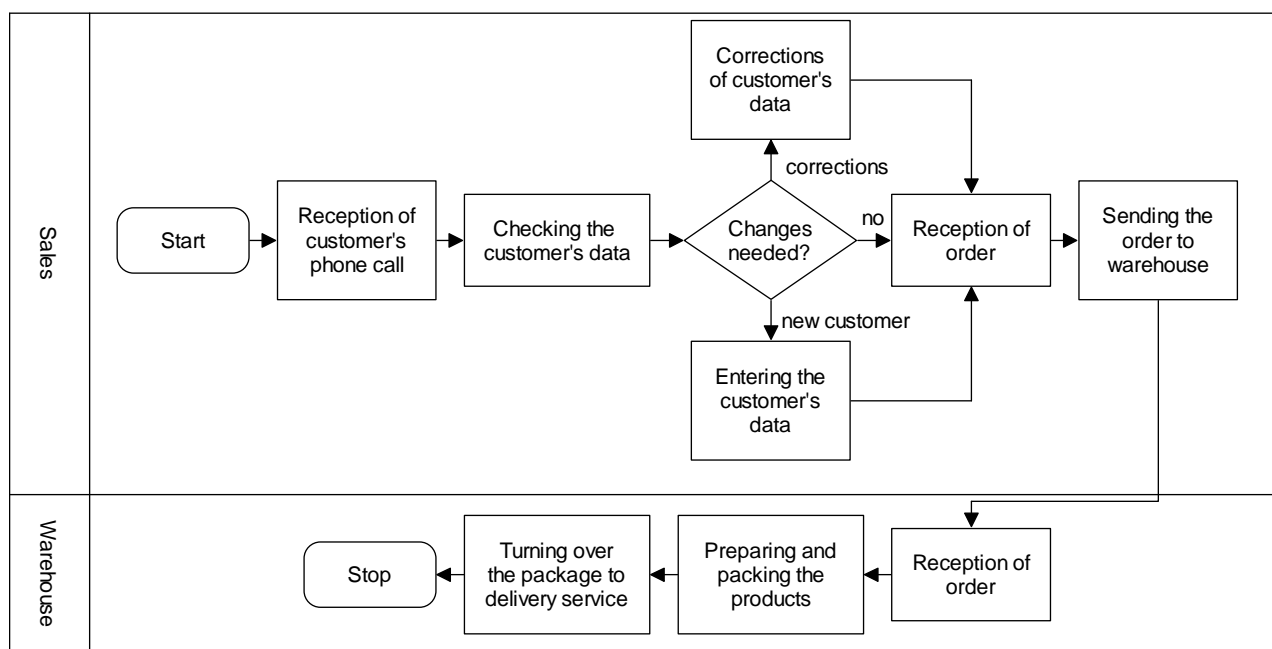 Sales
Corrections
of customer's
data
corrections
Start
Reception of
customer's
phone call
Checking the
customer's data
Changes
needed?
no
Reception of
order
Sending the
order to
warehouse
new customer
Entering the
customer's
data
Warehouse
Stop
Turning over
the package to
delivery service
Preparing and
packing the
products
Reception of
order